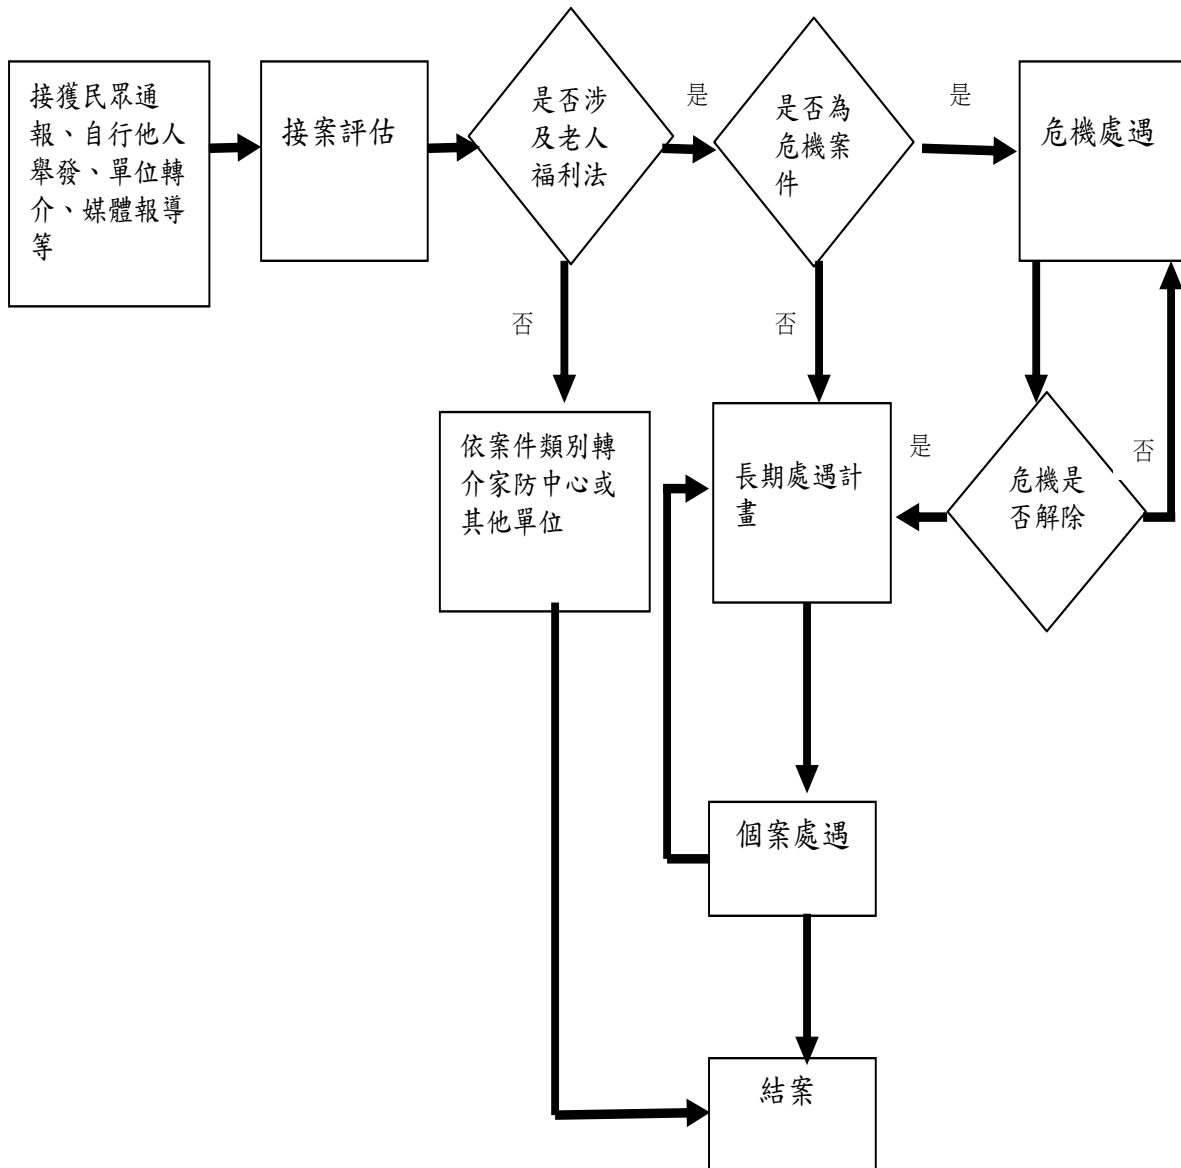 接獲民眾通
報、自行他人
舉發、單位轉
介、媒體報導
等
接案評估
是否涉
及老人
福利法
是
是否為
危機案
件
是
危機處遇
否
否
依案件類別轉
介家防中心或
其他單位
長期處遇計
畫
是
危機是
否解除
否
個案處遇
結案